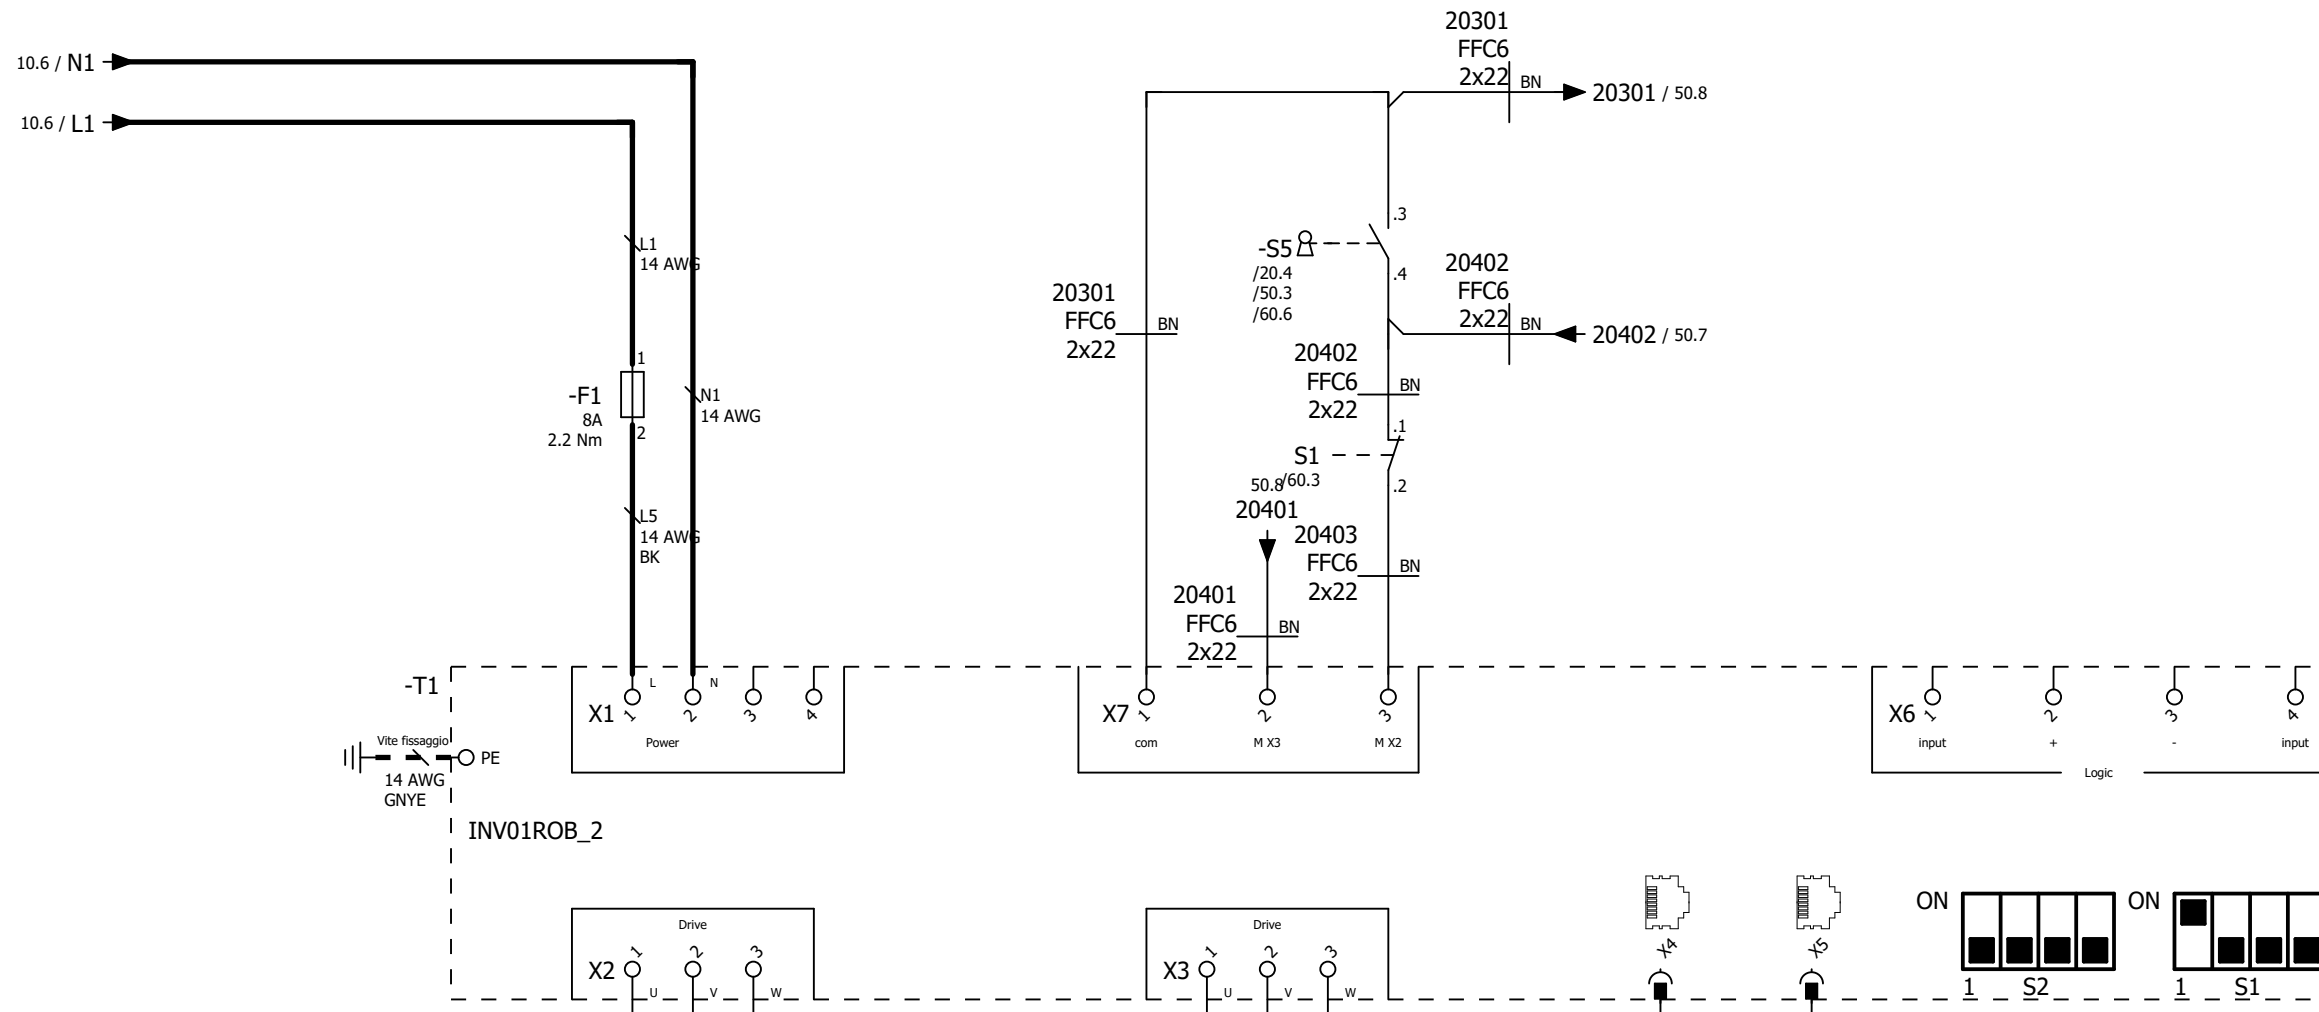 10.6 / N1
10.6 / L1
L1
14 AWG
1
-F1
8A
2.2 Nm
2
N1
14 AWG
L5
14 AWG
BK
20301
FFC6
2x22
BN
20301 / 50.8
.3
-S5
/20.4
/50.3
/60.6
.4
20301
FFC6
2x22
BN
20402
FFC6
2x22
BN
20402 / 50.7
20402
FFC6
2x22
BN
.1
S1
/60.3
.2
50.8
20401
20403
FFC6
2x22
BN
20401
FFC6
2x22
BN
-T1
L
N
X1
1
2
3
4
Power
X7
1
2
3
com
M X3
M X2
X6
1
2
3
4
input
+
-
input
Logic
Vite fissaggio
PE
14 AWG
GNYE
INV01ROB_2
Drive
X2
1
2
3
U
V
W
Drive
X3
1
2
3
U
V
W
X4
X5
ON
1
S2
ON
1
S1